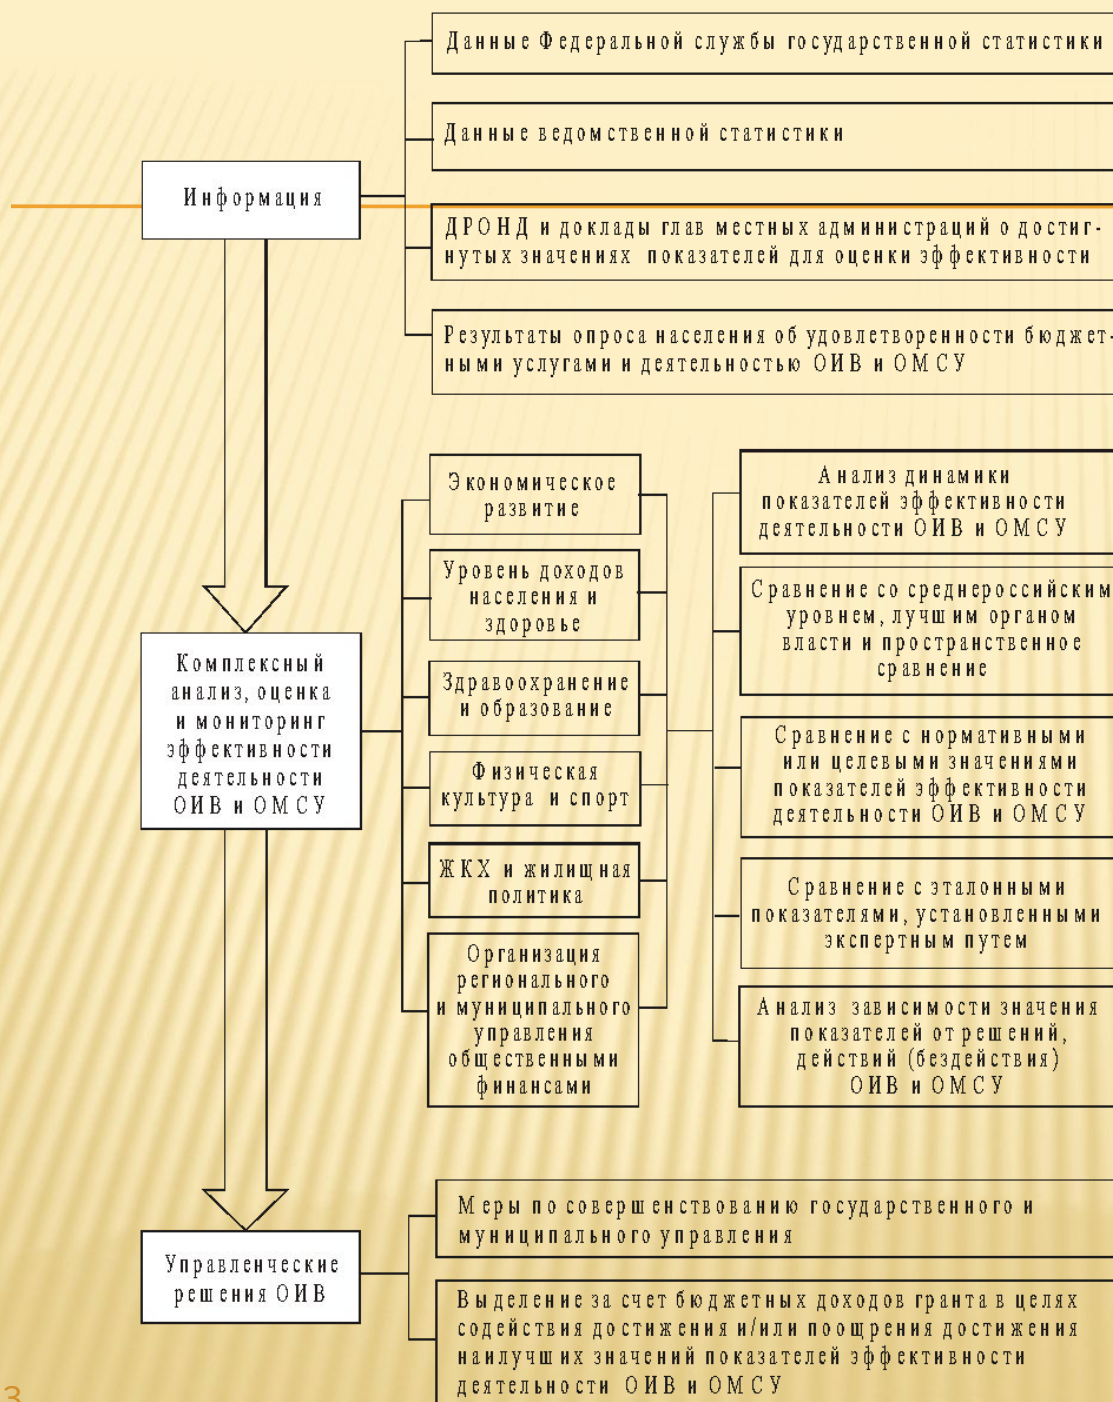 Данные Федеральной службы государственной статистики
Данные ведомственной статистики
Информация
ДРОНД и доклады глав местных администраций о достиг-
нутых значениях показателей для оценки эффективности
Результаты опроса населения об удовлетворенности бюджет-
ными услугами и деятельностью ОИВ и ОМСУ
Комплексный
анализ, оценка
и мониторинг
эффективности
деятельности
ОИВ и ОМСУ
Экономическое
развитие
Уровень доходов
населения и
здоровье
Здравоохранение
и образование
Физическая
культура и спорт
ЖКХ и жилищная
политика
Организация
регионального
и муниципального
управления
общественными
финансами
Анализ динамики
показателей эффективности
деятельности ОИВ и ОМСУ
Сравнение со среднероссийским
уровнем, лучшим органом
власти и пространственное
сравнение
Сравнение с нормативными
или целевыми значениями
показателей эффективности
деятельности ОИВ и ОМСУ
Сравнение с эталонными
показателями, установленными
экспертным путем
Анализ зависимости значения
показателей от решений,
действий (бездействия)
ОИВ и ОМСУ
Управленческие
решения ОИВ
Меры по совершенствованию государственного и
муниципального управления
Выделение за счет бюджетных доходов гранта в целях
содействия достижения и/или поощрения достижения
наилучших значений показателей эффективности
деятельности ОИВ и ОМСУ
3